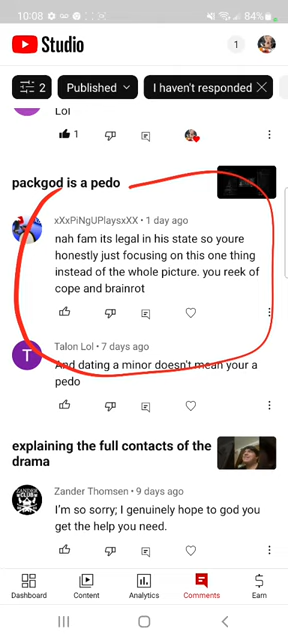 10:08
84%
Studio
1
2
Published
I haven't responded
Lol
1
packgod is a pedo
xXxPiNgUPlaysxXX • 1 day ago
nah fam its legal in his state so youre
honestly just focusing on this one thing
instead of the whole picture. you reek of
cope and brainrot
T
Talon Lol • 7 days ago
And dating a minor doesn't mean your a
pedo
explaining the full contacts of the
drama
Zander Thomsen • 9 days ago
I'm so sorry; I genuinely hope to god you
get the help you need.
Dashboard
Content
Analytics
Comments
Earn